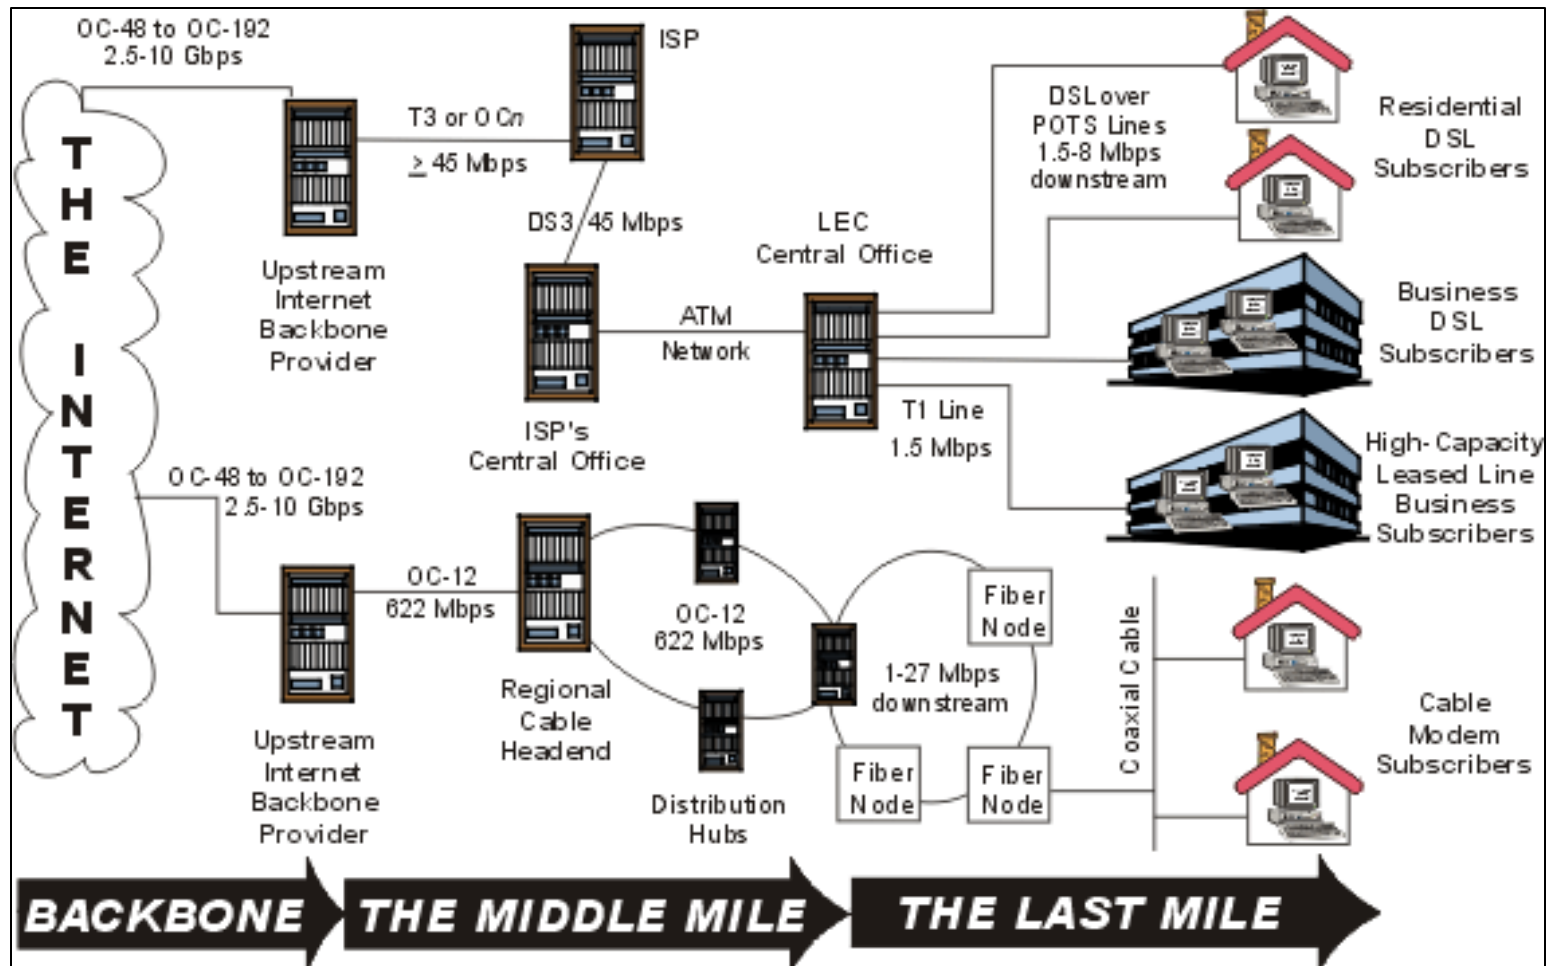 OC-48 to OC-192
2.5-10 Gbps
ISP
T3 or OCn
≥ 45 Mbps
DS3 45 Mbps
DSL over
POTS Lines
1.5-8 Mbps
downstream
Residential
DSL
Subscribers
LEC
Central Office
Upstream
Internet
Backbone
Provider
THE INTERNET
ATM
Network
Business
DSL
Subscribers
ISP's
Central Office
T1 Line
1.5 Mbps
High-Capacity
Leased Line
Business
Subscribers
OC-48 to OC-192
2.5-10 Gbps
OC-12
622 Mbps
OC-12
622 Mbps
Fiber
Node
1-27 Mbps
downstream
Coaxial Cable
Regional
Cable
Headend
Cable
Modem
Subscribers
Upstream
Internet
Backbone
Provider
Distribution
Hubs
Fiber
Node
Fiber
Node
BACKBONE
THE MIDDLE MILE
THE LAST MILE